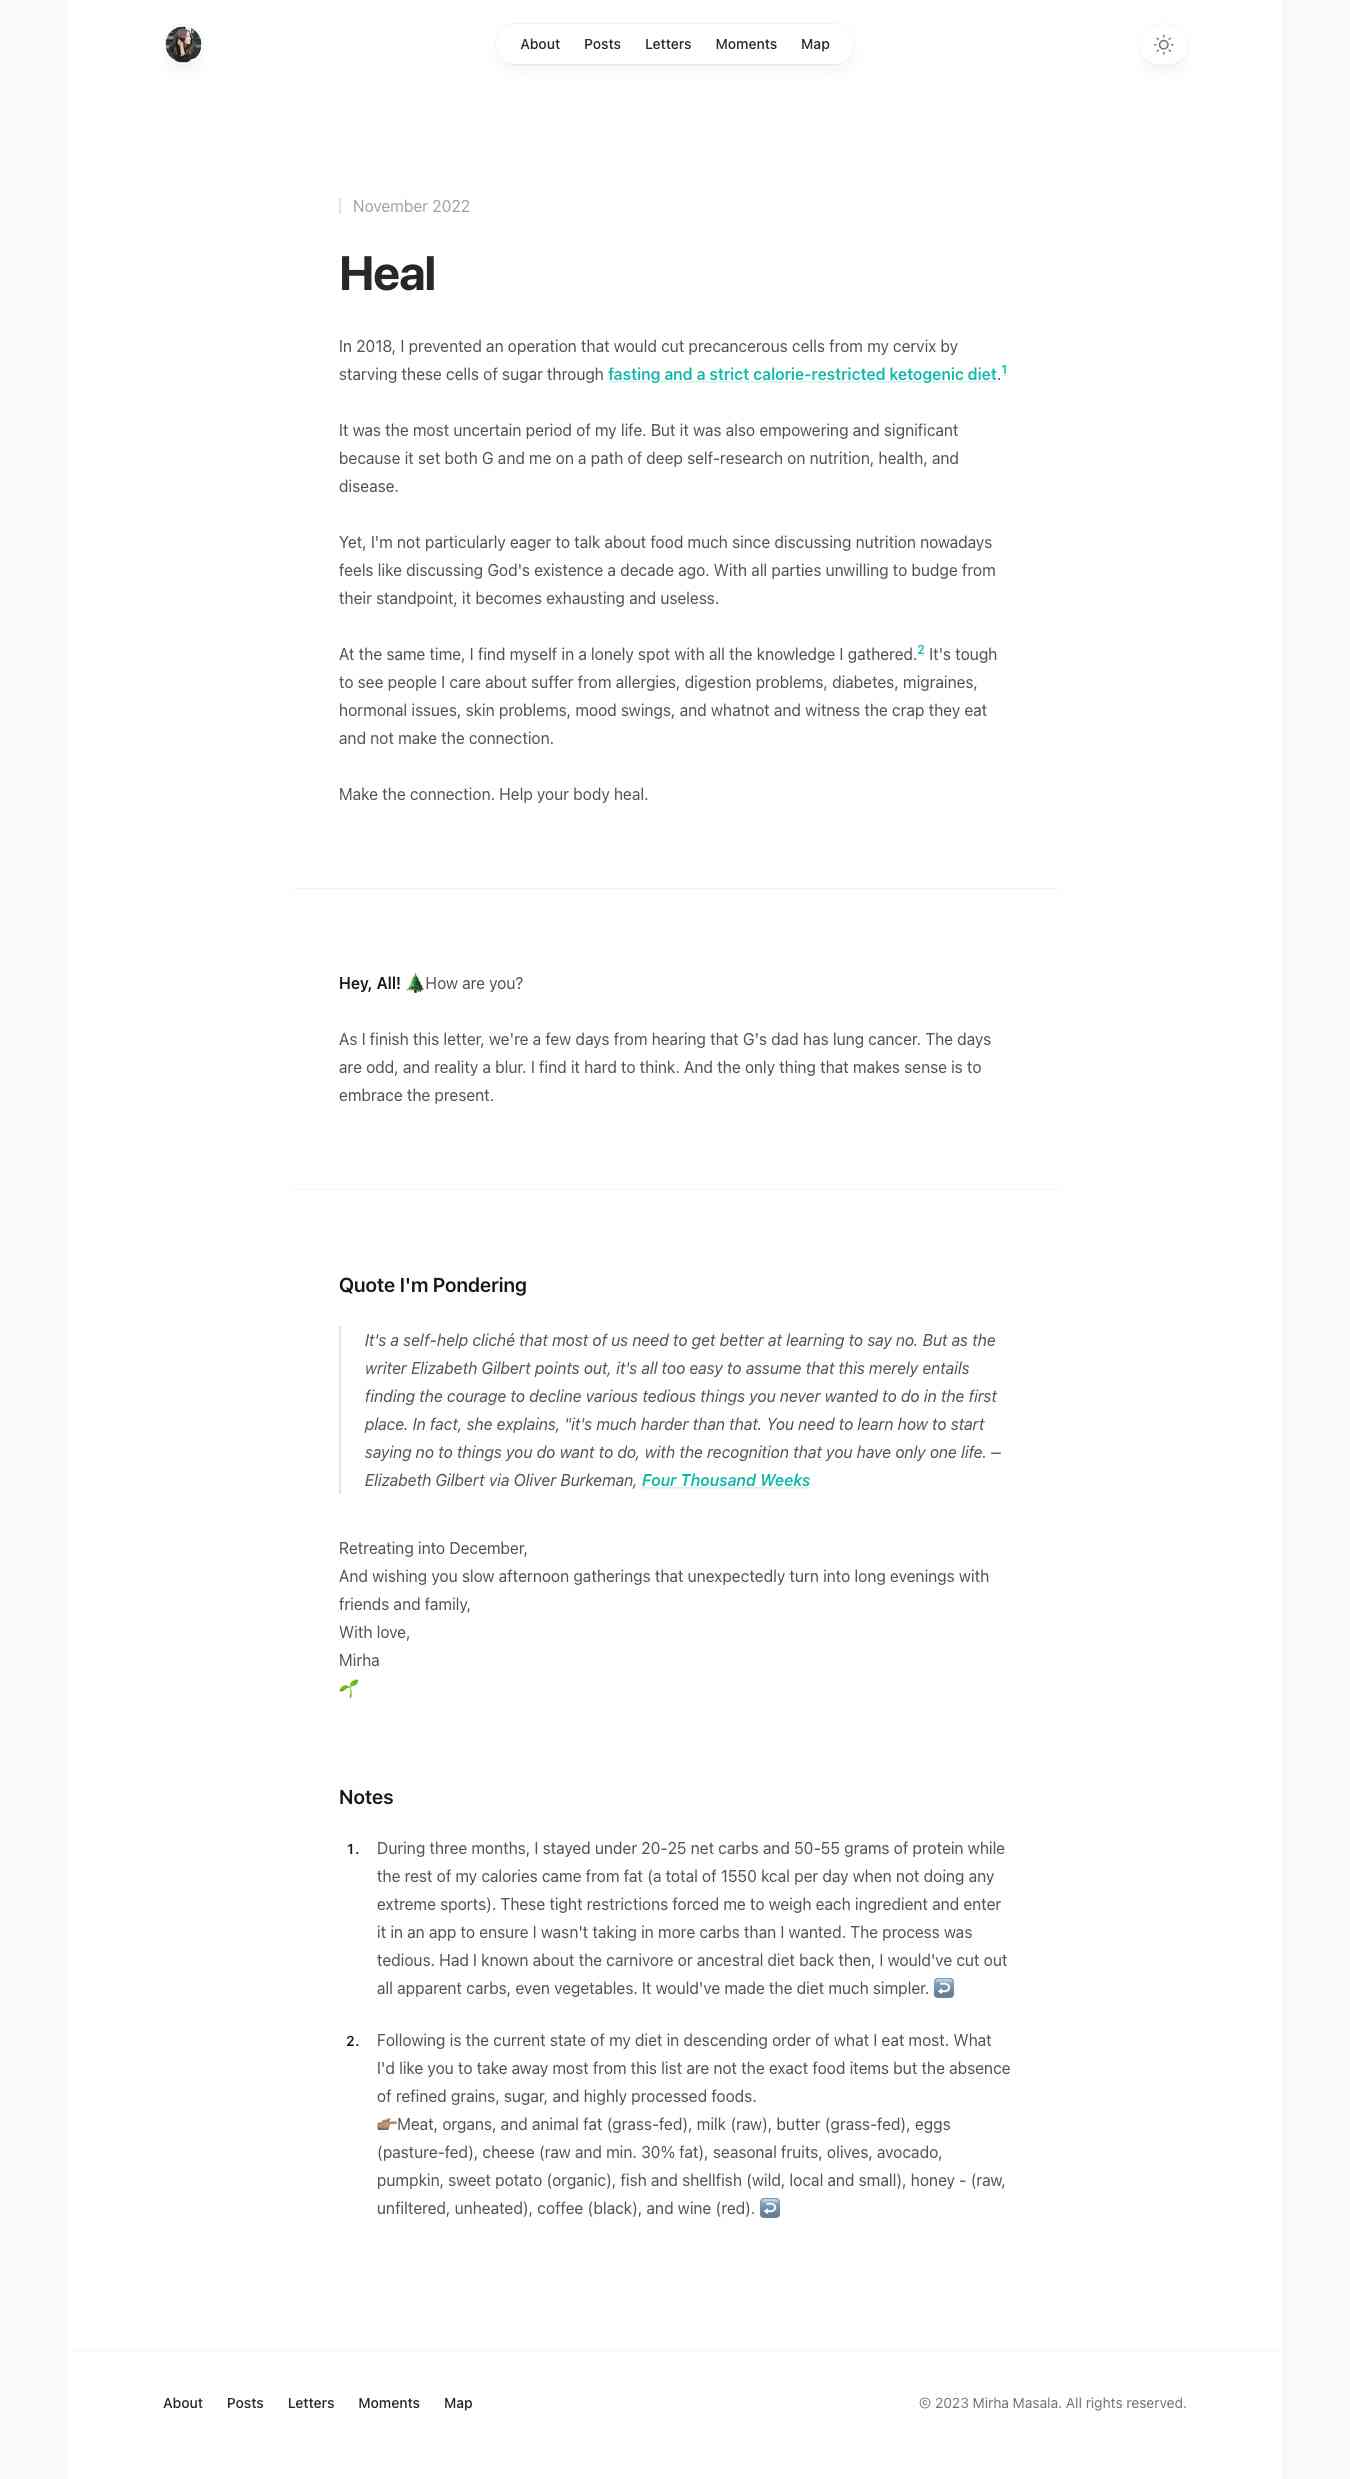 About Posts Letters Moments Map
November 2022
Heal
In 2018, I prevented an operation that would cut precancerous cells from my cervix by
starving these cells of sugar through fasting and a strict calorie-restricted ketogenic diet.1
It was the most uncertain period of my life. But it was also empowering and significant
because it set both G and me on a path of deep self-research on nutrition, health, and
disease.
Yet, I'm not particularly eager to talk about food much since discussing nutrition nowadays
feels like discussing God's existence a decade ago. With all parties unwilling to budge from
their standpoint, it becomes exhausting and useless.
At the same time, I find myself in a lonely spot with all the knowledge I gathered.2 It's tough
to see people I care about suffer from allergies, digestion problems, diabetes, migraines,
hormonal issues, skin problems, mood swings, and whatnot and witness the crap they eat
and not make the connection.
Make the connection. Help your body heal.
Hey, All! 🌲How are you?
As I finish this letter, we're a few days from hearing that G's dad has lung cancer. The days
are odd, and reality a blur. I find it hard to think. And the only thing that makes sense is to
embrace the present.
Quote I'm Pondering
It's a self-help cliché that most of us need to get better at learning to say no. But as the
writer Elizabeth Gilbert points out, it's all too easy to assume that this merely entails
finding the courage to decline various tedious things you never wanted to do in the first
place. In fact, she explains, "it's much harder than that. You need to learn how to start
saying no to things you do want to do, with the recognition that you have only one life. —
Elizabeth Gilbert via Oliver Burkeman, Four Thousand Weeks
Retreating into December,
And wishing you slow afternoon gatherings that unexpectedly turn into long evenings with
friends and family,
With love,
Mirha
🌱
Notes
1. During three months, I stayed under 20-25 net carbs and 50-55 grams of protein while
the rest of my calories came from fat (a total of 1550 kcal per day when not doing any
extreme sports). These tight restrictions forced me to weigh each ingredient and enter
it in an app to ensure I wasn't taking in more carbs than I wanted. The process was
tedious. Had I known about the carnivore or ancestral diet back then, I would've cut out
all apparent carbs, even vegetables. It would've made the diet much simpler. ↩️
2. Following is the current state of my diet in descending order of what I eat most. What
I'd like you to take away most from this list are not the exact food items but the absence
of refined grains, sugar, and highly processed foods.
👉🏽Meat, organs, and animal fat (grass-fed), milk (raw), butter (grass-fed), eggs
(pasture-fed), cheese (raw and min. 30% fat), seasonal fruits, olives, avocado,
pumpkin, sweet potato (organic), fish and shellfish (wild, local and small), honey - (raw,
unfiltered, unheated), coffee (black), and wine (red). ↩️
About Posts Letters Moments Map
© 2023 Mirha Masala. All rights reserved.